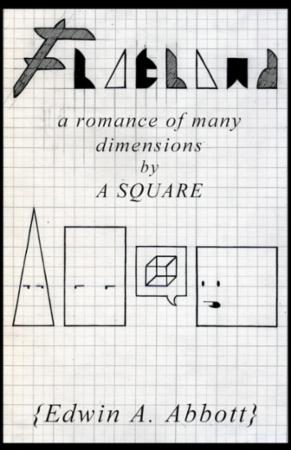 Flatland
a romance of many
dimensions
by
A SQUARE
{Edwin A. Abbott}